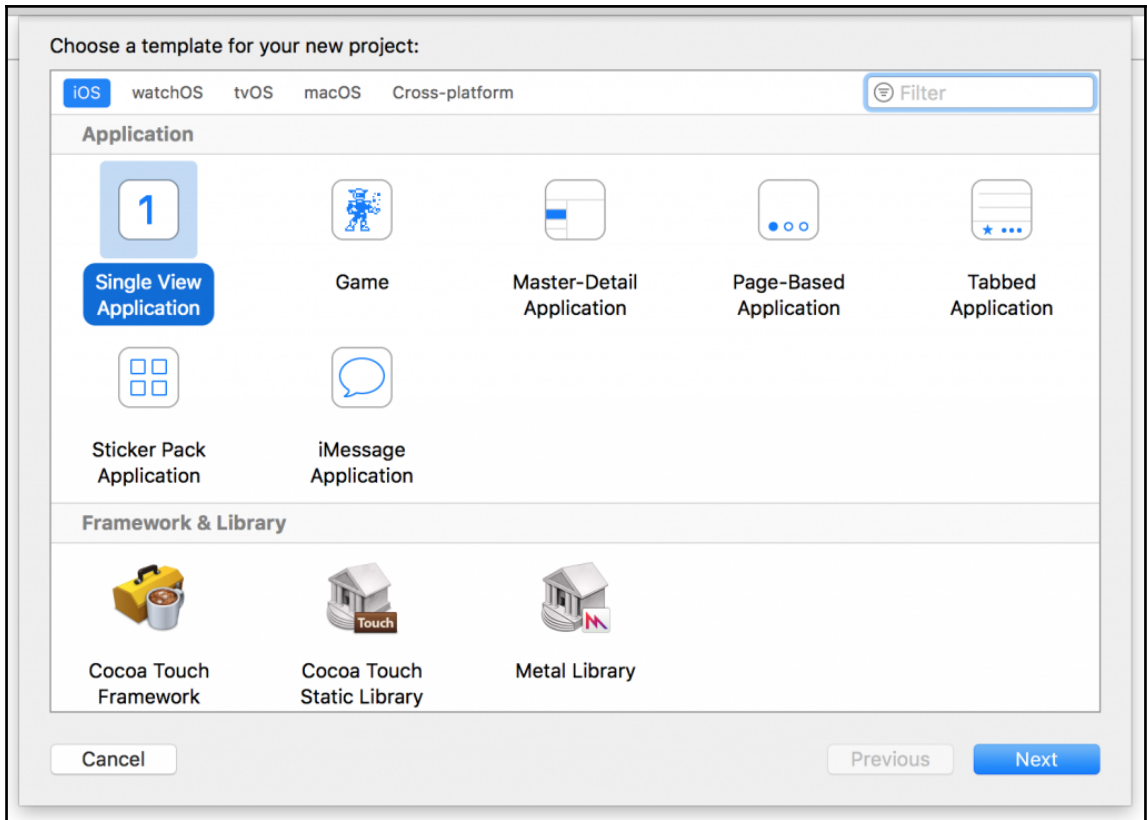 Choose a template for your new project:
iOS watchOS tvOS macOS Cross-platform Filter
Application
1
Single View Application
Game
Master-Detail Application
Page-Based Application
Tabbed Application
Sticker Pack Application
iMessage Application
Framework & Library
Touch
Cocoa Touch Framework
Cocoa Touch Static Library
Metal Library
Cancel Previous Next